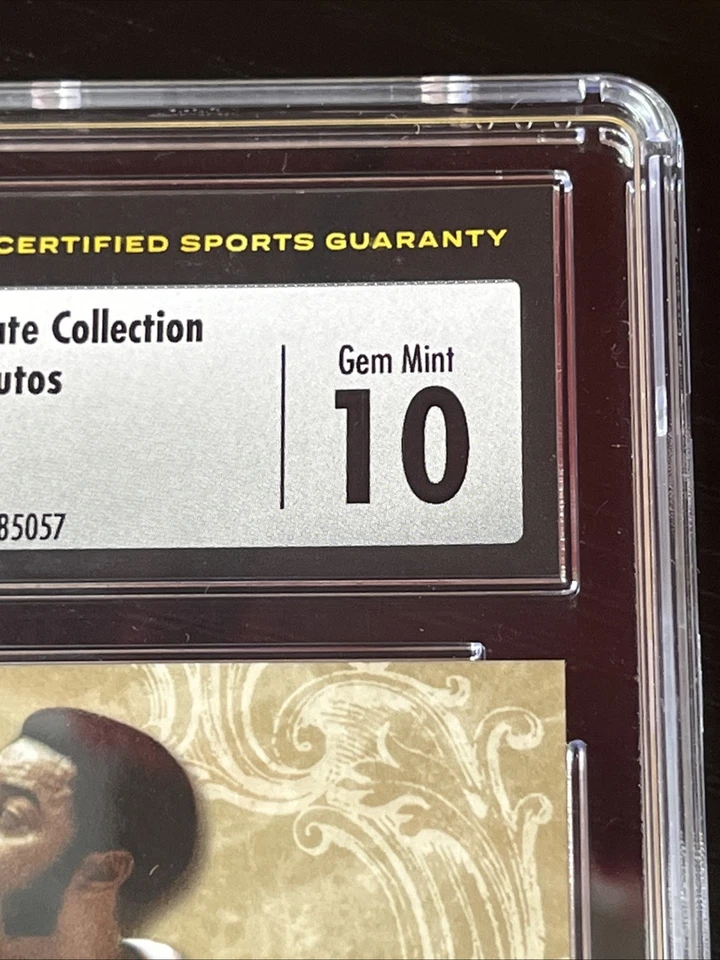 CERTIFIED SPORTS GUARANTY
ate Collection
utos
Gem Mint
10
85057